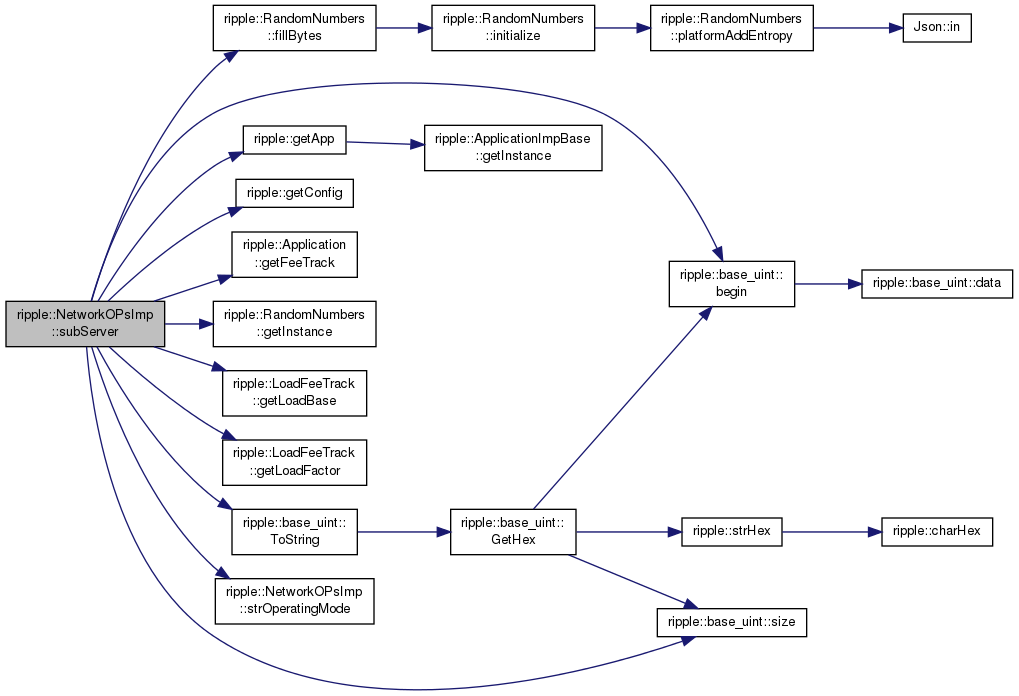 ripple::RandomNumbers
::fillBytes
ripple::RandomNumbers
::initialize
ripple::RandomNumbers
::platformAddEntropy
Json::in
ripple::getApp
ripple::ApplicationImpBase
::getInstance
ripple::getConfig
ripple::Application
::getFeeTrack
ripple::base_uint::
begin
ripple::base_uint::data
ripple::NetworkOPsImp
::subServer
ripple::RandomNumbers
::getInstance
ripple::LoadFeeTrack
::getLoadBase
ripple::LoadFeeTrack
::getLoadFactor
ripple::base_uint::
ToString
ripple::base_uint::
GetHex
ripple::strHex
ripple::charHex
ripple::NetworkOPsImp
::strOperatingMode
ripple::base_uint::size